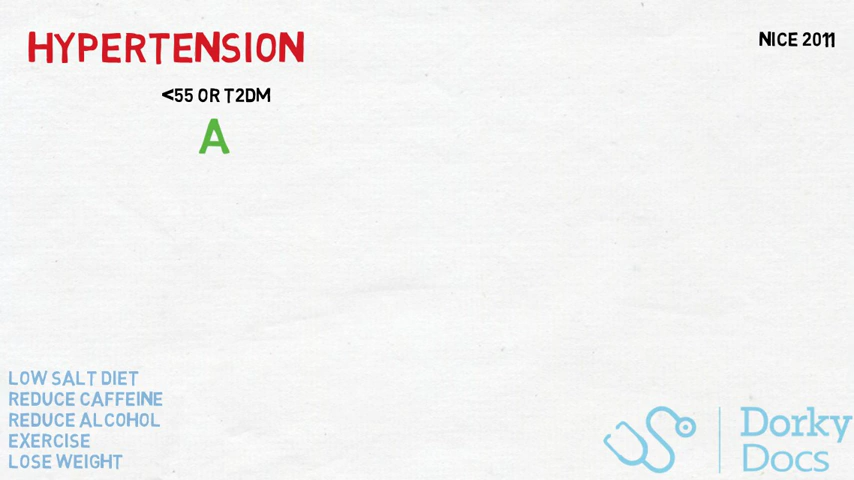 HYPERTENSION
NICE 2011
<55 OR T2DM
A
LOW SALT DIET
REDUCE CAFFEINE
REDUCE ALCOHOL
EXERCISE
LOSE WEIGHT
Dorky
Docs